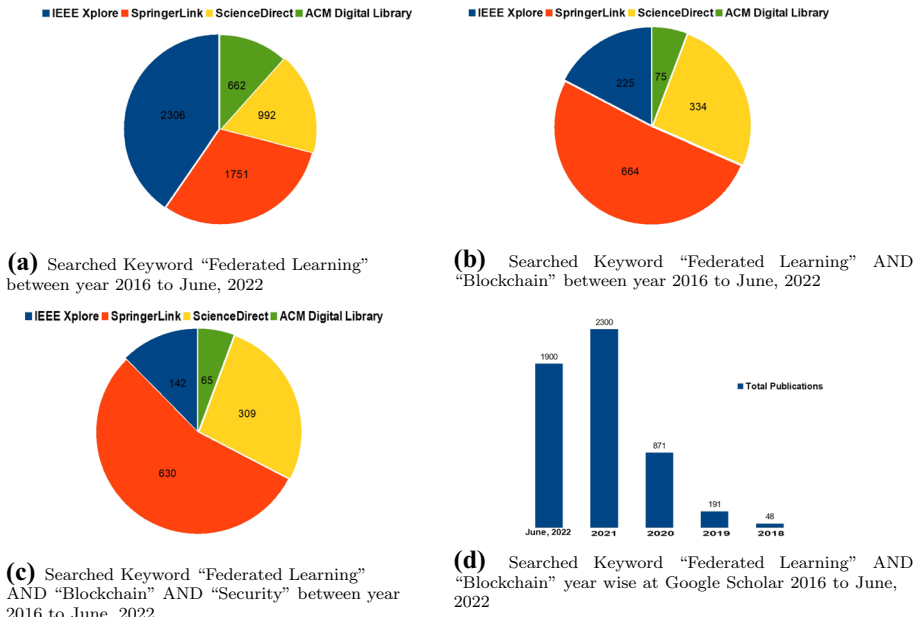 IEEE Xplore SpringerLink ScienceDirect ACM Digital Library
662
2306
992
1751
(a) Searched Keyword “Federated Learning”
between year 2016 to June, 2022
IEEE Xplore SpringerLink ScienceDirect ACM Digital Library
225
75
334
664
(b) Searched Keyword “Federated Learning” AND
“Blockchain” between year 2016 to June, 2022
IEEE Xplore SpringerLink ScienceDirect ACM Digital Library
142
65
309
630
(c) Searched Keyword “Federated Learning”
AND “Blockchain” AND “Security” between year
2016 to June, 2022
2300
1900
Total Publications
871
191
48
June, 2022 2021 2020 2019 2018
(d) Searched Keyword “Federated Learning” AND
“Blockchain” year wise at Google Scholar 2016 to June,
2022